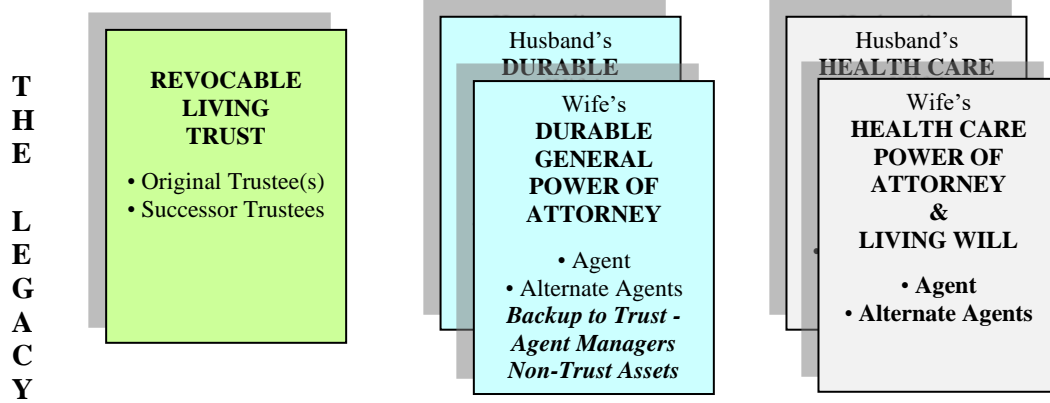 THE LEGACY
REVOCABLE
LIVING
TRUST
• Original Trustee(s)
• Successor Trustees
Husband's
DURABLE
Wife's
DURABLE
GENERAL
POWER OF
ATTORNEY
• Agent
• Alternate Agents
Backup to Trust -
Agent Managers
Non-Trust Assets
Husband's
HEALTH CARE
Wife's
HEALTH CARE
POWER OF
ATTORNEY
&
LIVING WILL
• Agent
• Alternate Agents